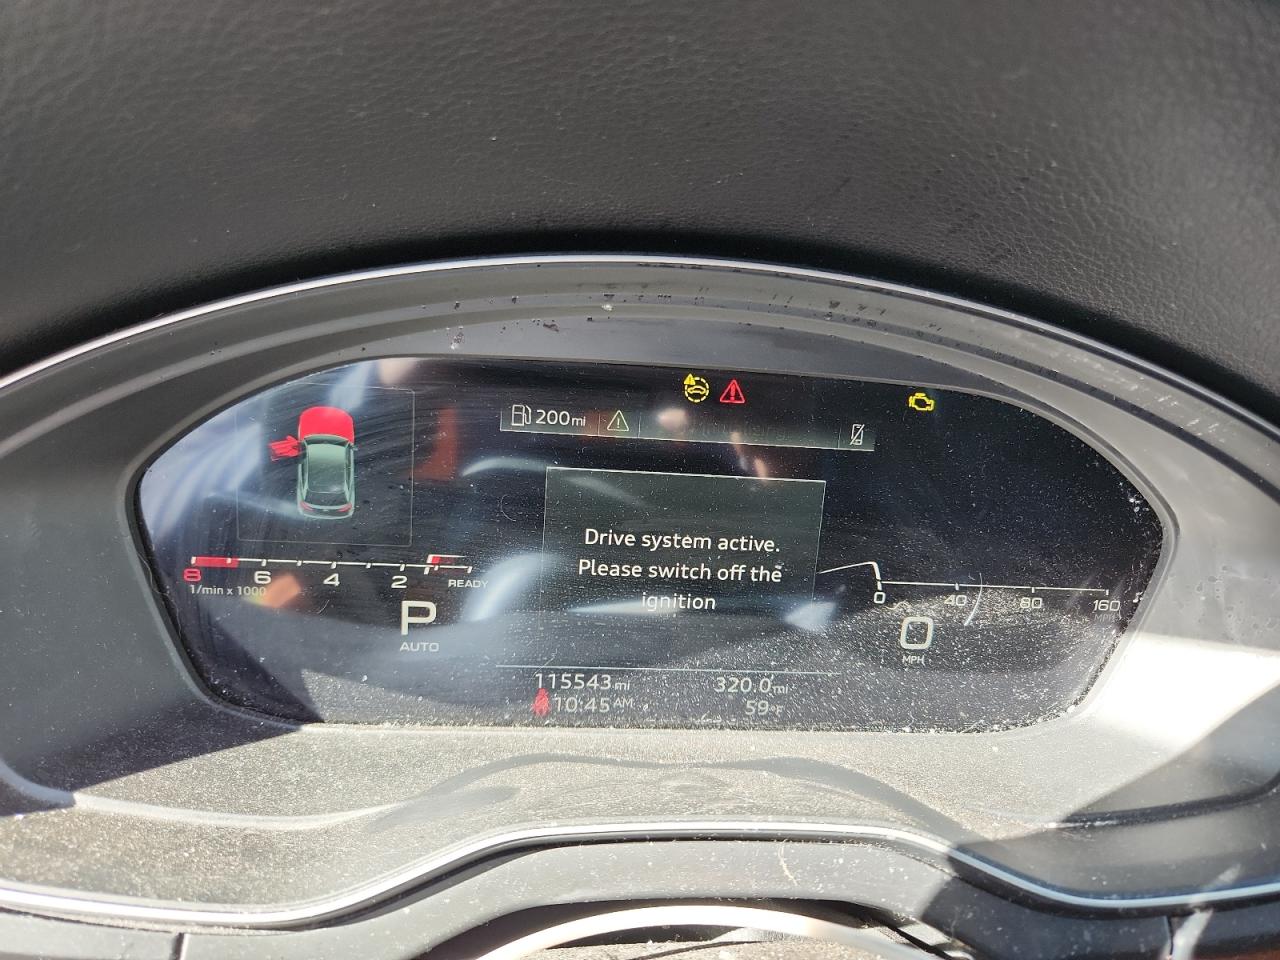 200mi
Drive system active.
Please switch off the
ignition
8 6 4 2 READY
1/min x 1000
P
AUTO
0 40 80 160
0
MPH
115543mi 320.0mi
10:45AM 59°F